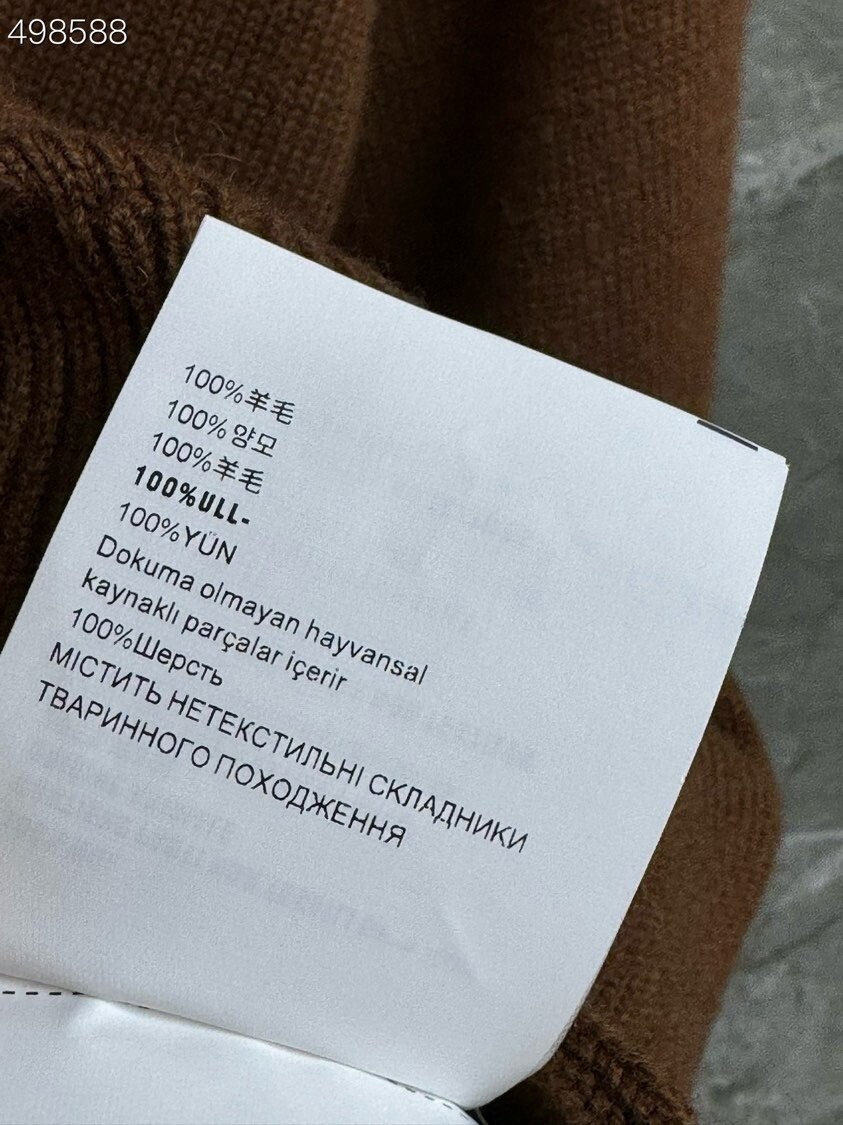 498588
100%羊毛
100% 양모
100%羊毛
100%ULL-
100%YÜN
Dokuma olmayan hayvansal
kaynaklı parçalar içerir
100%Шерсть
МІСТИТЬ НЕТЕКСТИЛЬНІ СКЛАДНИКИ
ТВАРИННОГО ПОХОДЖЕННЯ